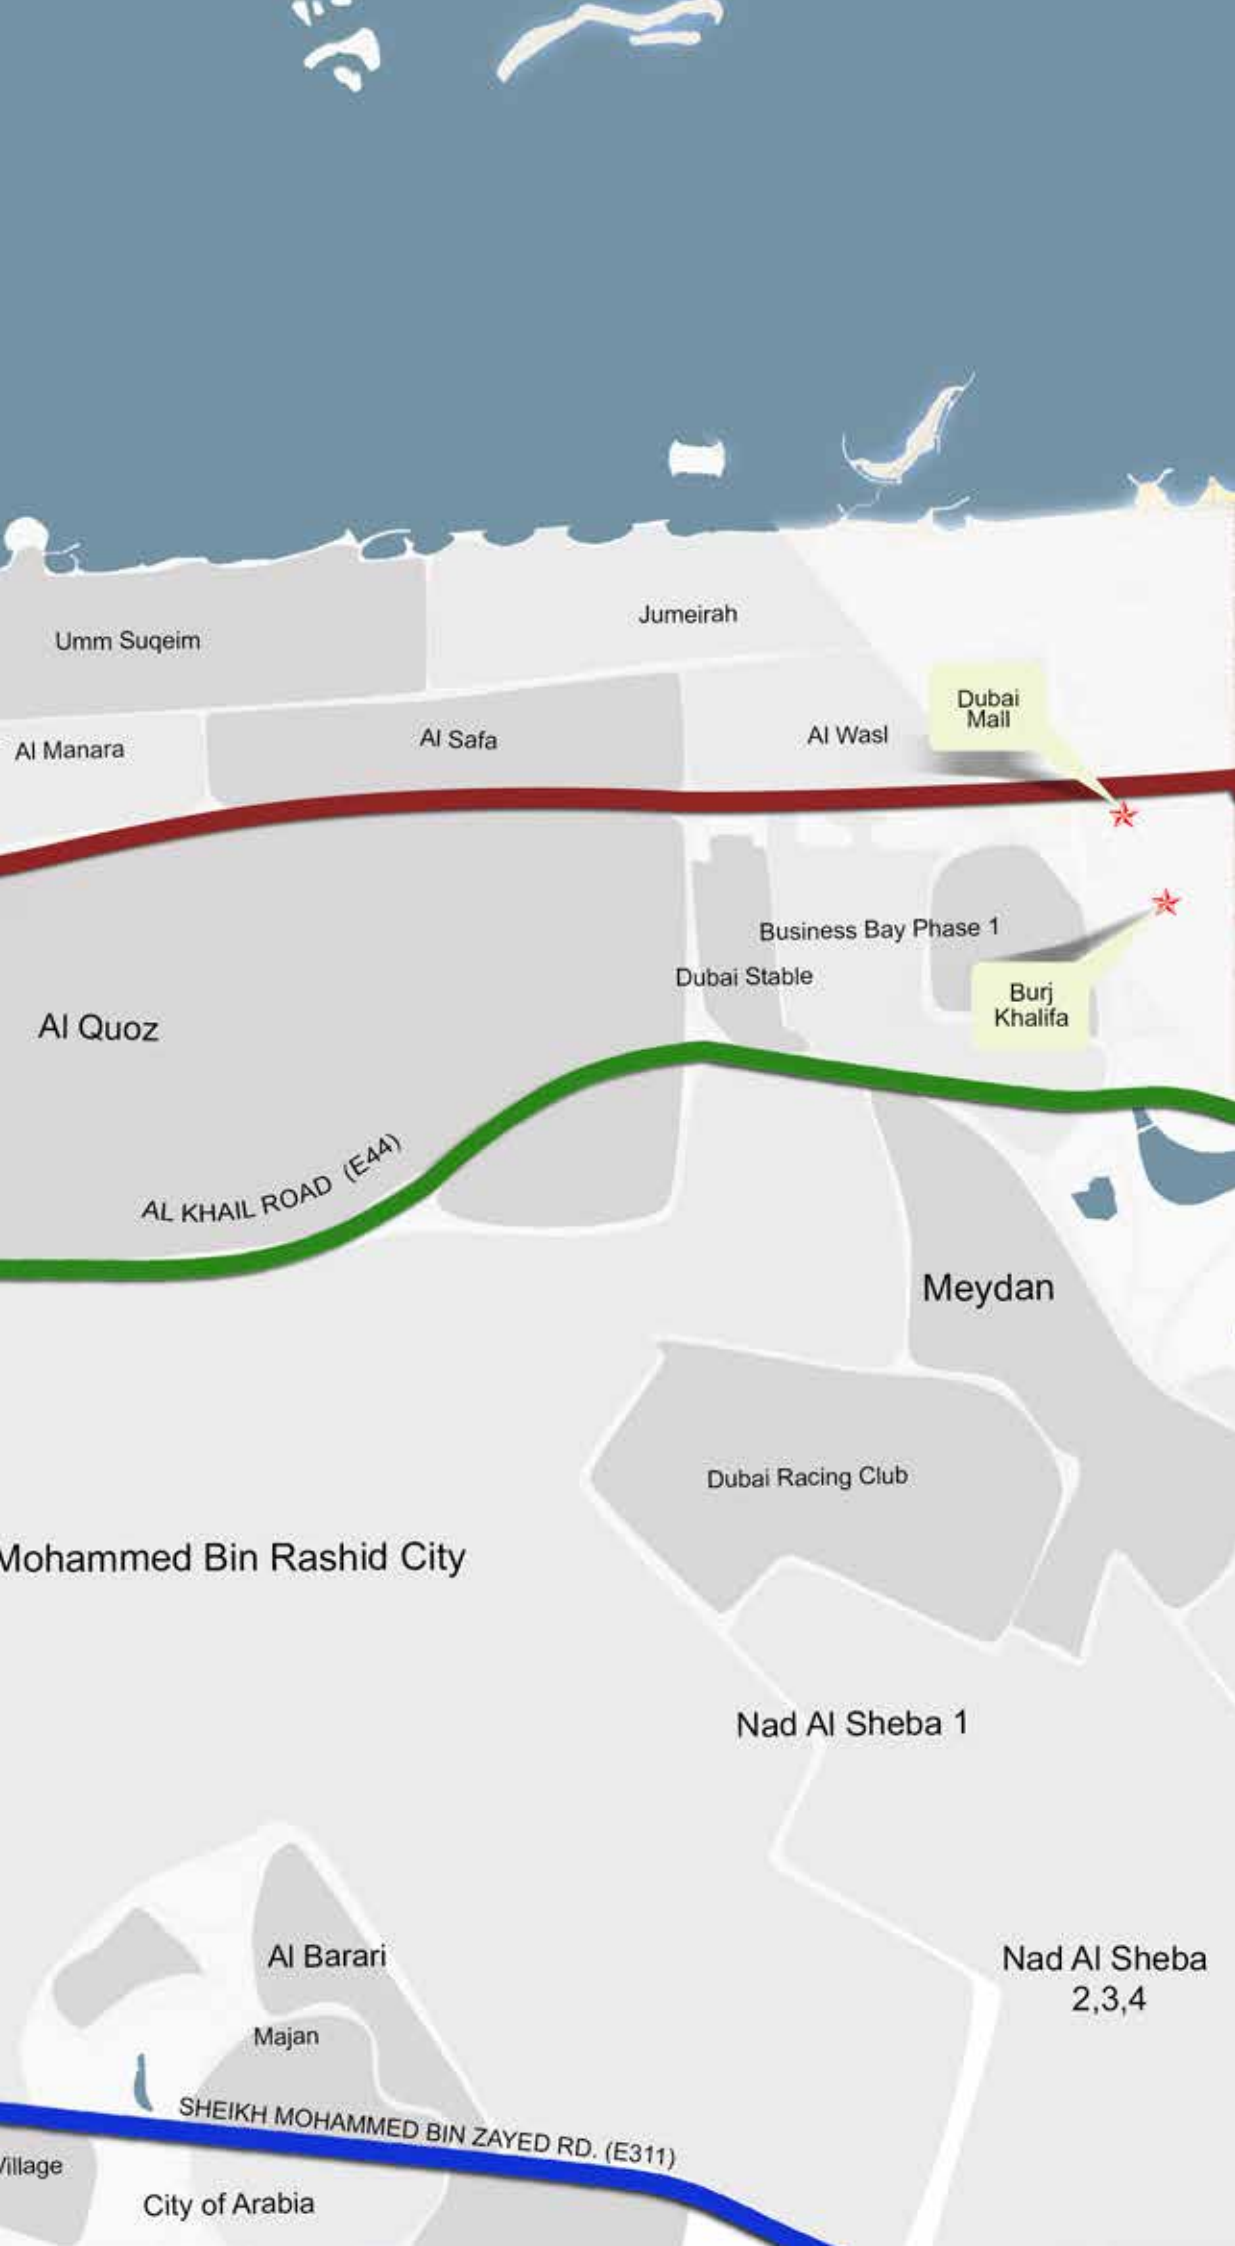 Jumeirah
Umm Suqeim
Dubai
Mall
Al Manara
Al Safa
Al Wasl
Business Bay Phase 1
Dubai Stable
Burj
Khalifa
Al Quoz
AL KHAIL ROAD (E44)
Meydan
Dubai Racing Club
Mohammed Bin Rashid City
Nad Al Sheba 1
Al Barari
Nad Al Sheba
2,3,4
Majan
SHEIKH MOHAMMED BIN ZAYED RD. (E311)
Village
City of Arabia